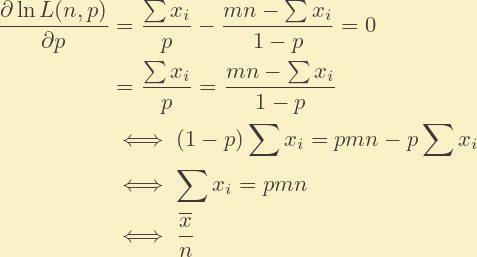 ∂ ln L(n, p) / ∂p = ∑ x_i / p − (mn − ∑ x_i) / (1 − p) = 0
= ∑ x_i / p = (mn − ∑ x_i) / (1 − p)
⟺ (1 − p) ∑ x_i = pmn − p ∑ x_i
⟺ ∑ x_i = pmn
⟺ x̅ / n